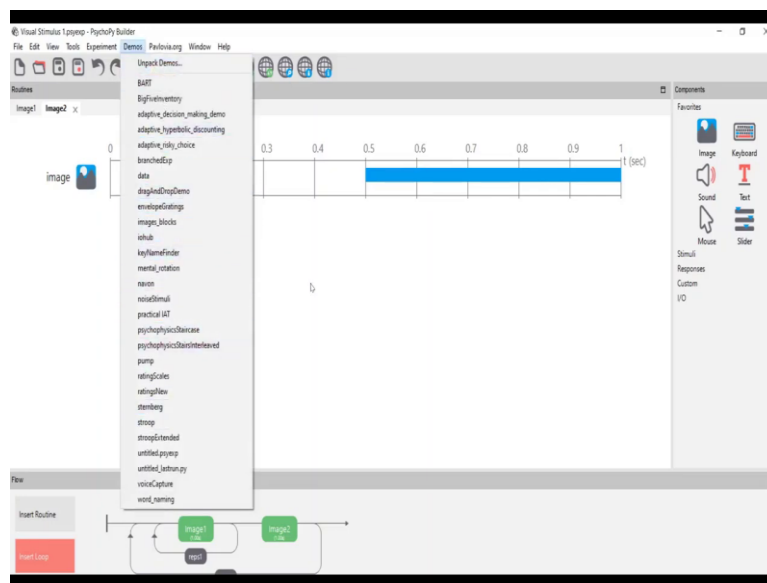 Visual Stimulus 1.psyexp - PsychoPy Builder
File Edit View Tools Experiment Demos Pavlovia.org Window Help
Unpack Demos...
BART
BigFiveInventory
adaptive_decision_making_demo
adaptive_hyperbolic_discounting
adaptive_risky_choice
branchedExp
data
dragAndDropDemo
envelopeGratings
images_blocks
iohub
keyNameFinder
mental_rotation
navon
noiseStimuli
practical IAT
psychophysicsStaircase
psychophysicsStairsInterleaved
pump
ratingScales
ratingsNew
sternberg
stroop
stroopExtended
untitled.psyexp
untitled_lastrun.py
voiceCapture
word_naming
Routines
Image1 Image2
0 0.3 0.4 0.5 0.6 0.7 0.8 0.9 1
t (sec)
image
Components
Favorites
Image Keyboard
Sound Text
Mouse Slider
Stimuli
Responses
Custom
I/O
Flow
Insert Routine
Insert Loop
Image1
Image2
reps1